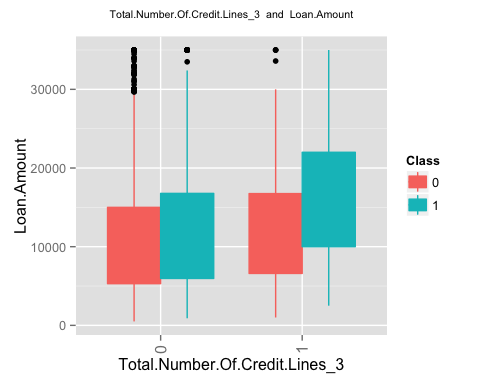 Total.Number.Of.Credit.Lines_3 and Loan.Amount
Loan.Amount
30000
20000
10000
0
0
1
Total.Number.Of.Credit.Lines_3
Class
0
1